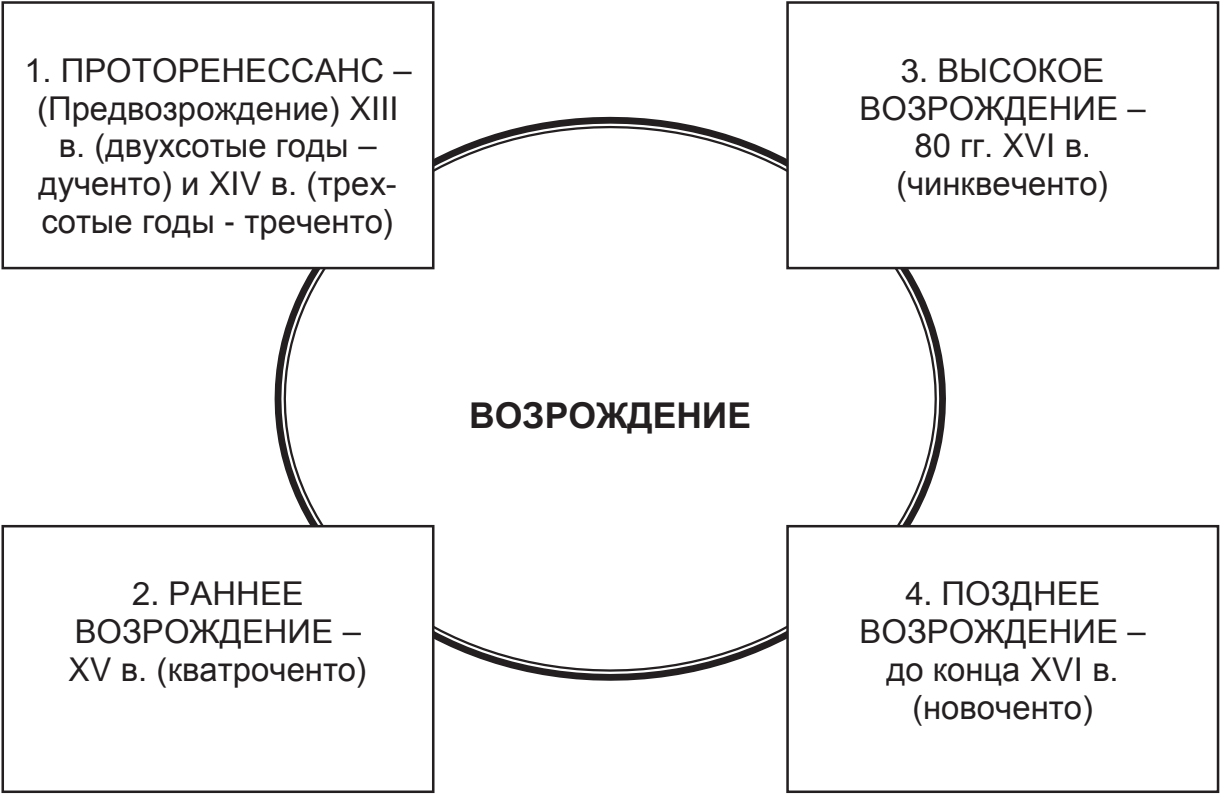 1. ПРОТОРЕНЕССАНС –
(Предвозрождение) XIII
в. (двухсотые годы –
дученто) и XIV в. (трех-
сотые годы - треченто)
3. ВЫСОКОЕ
ВОЗРОЖДЕНИЕ –
80 гг. XVI в.
(чинквеченто)
ВОЗРОЖДЕНИЕ
2. РАННЕЕ
ВОЗРОЖДЕНИЕ –
XV в. (кватроченто)
4. ПОЗДНЕЕ
ВОЗРОЖДЕНИЕ –
до конца XVI в.
(новоченто)